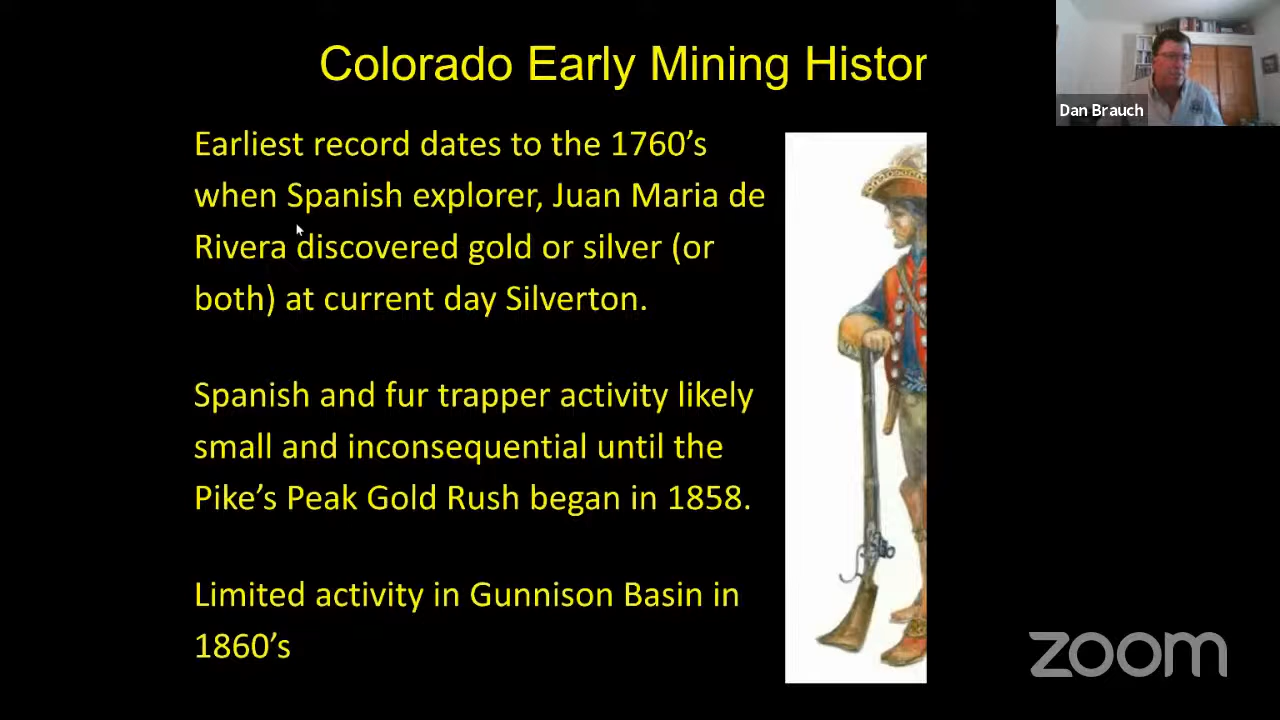 Colorado Early Mining Histor
Dan Brauch
Earliest record dates to the 1760’s
when Spanish explorer, Juan Maria de
Rivera discovered gold or silver (or
both) at current day Silverton.
Spanish and fur trapper activity likely
small and inconsequential until the
Pike’s Peak Gold Rush began in 1858.
Limited activity in Gunnison Basin in
1860’s
zoom